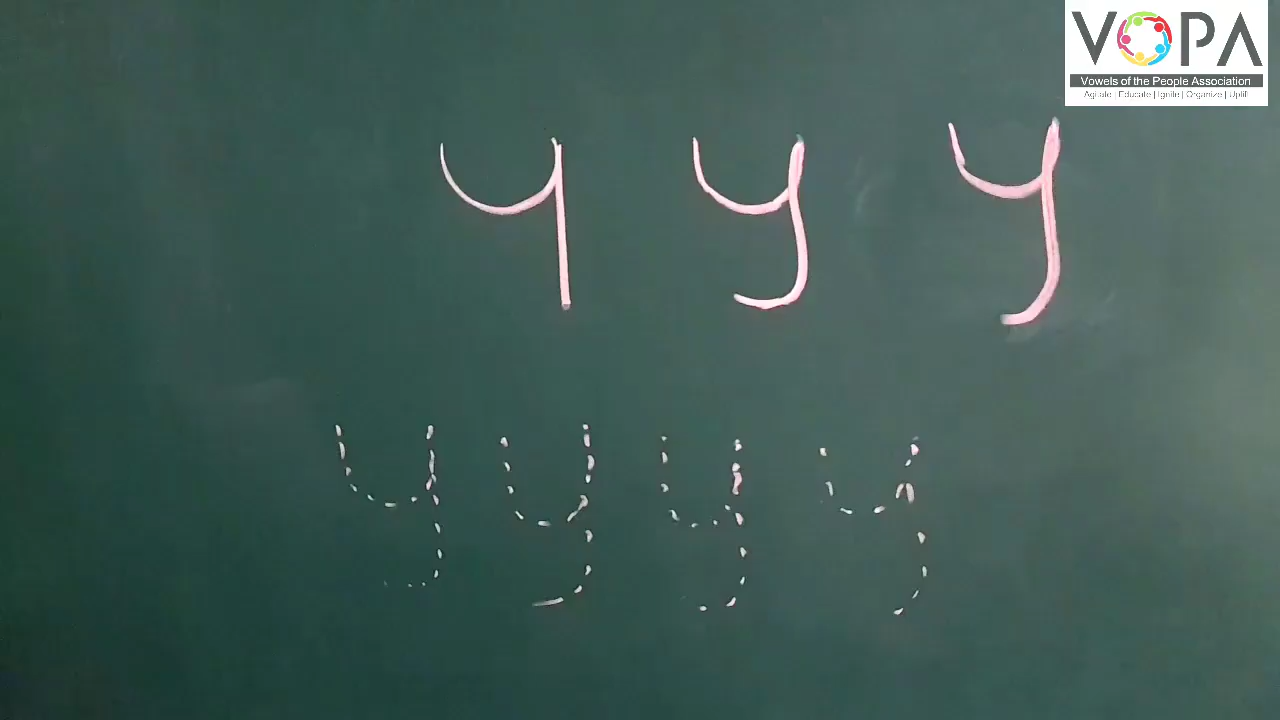 VOPA
Vowels of the People Association
Agitate | Educate | Ignite | Organize | Uplift
y y y
y y y y